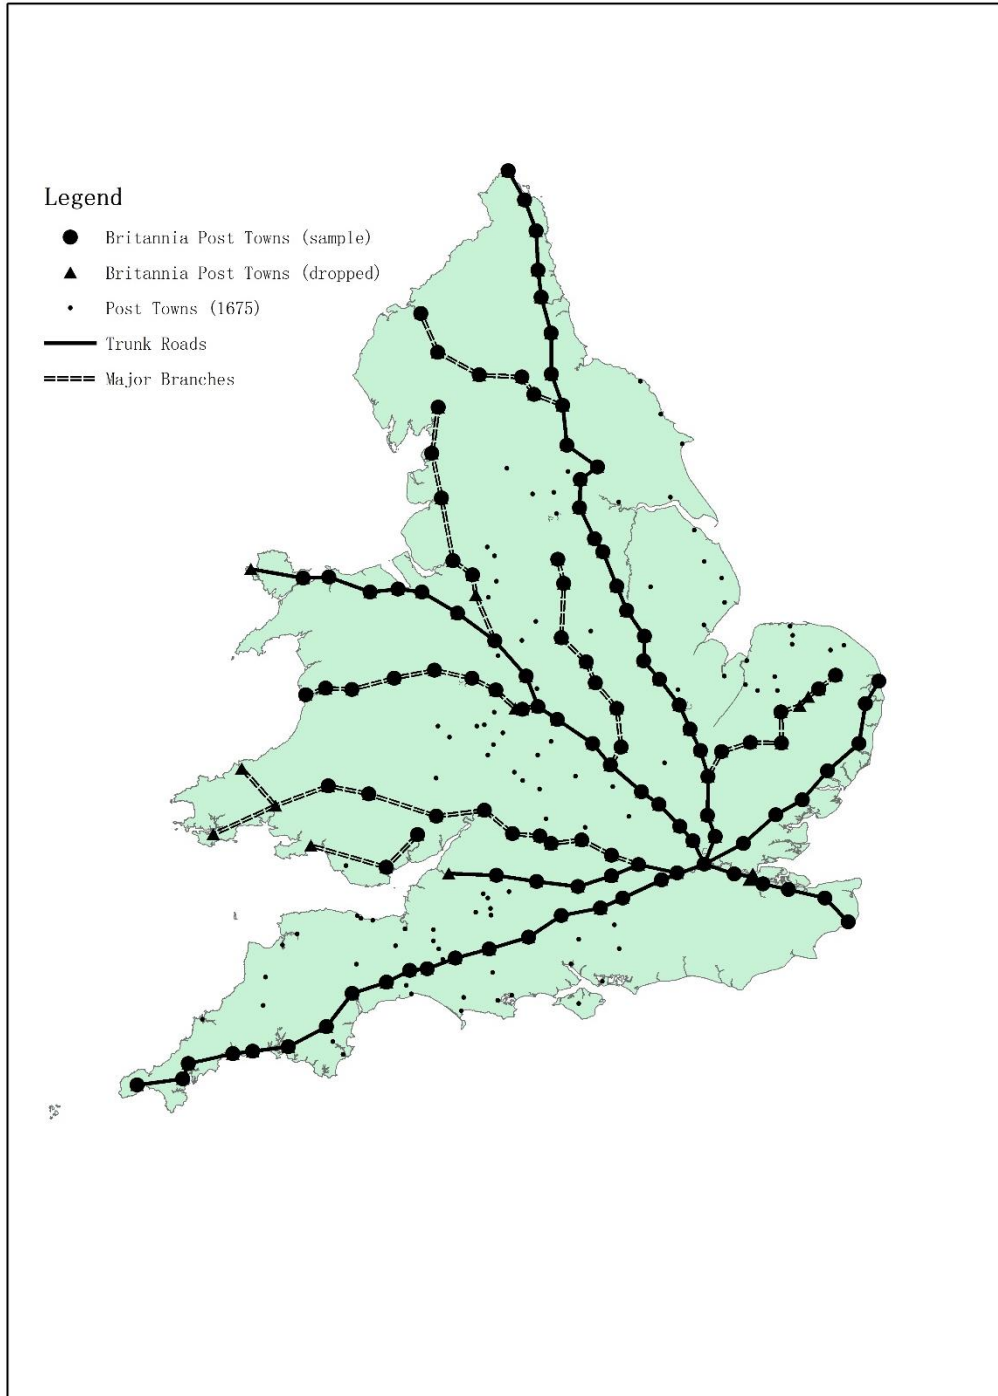 Legend
Britannia Post Towns (sample)
Britannia Post Towns (dropped)
Post Towns (1675)
Trunk Roads
Major Branches